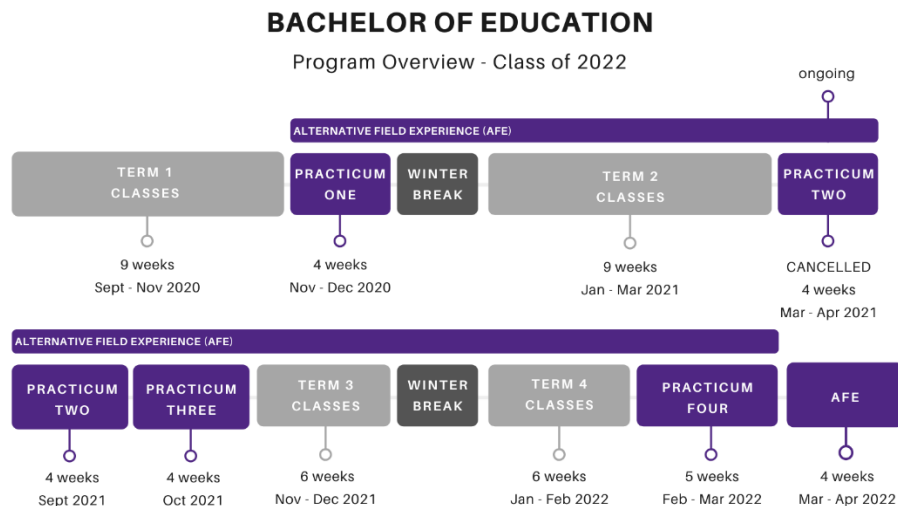 BACHELOR OF EDUCATION
Program Overview - Class of 2022
ongoing
ALTERNATIVE FIELD EXPERIENCE (AFE)
TERM 1
CLASSES
PRACTICUM
ONE
WINTER
BREAK
TERM 2
CLASSES
PRACTICUM
TWO
9 weeks
Sept - Nov 2020
4 weeks
Nov - Dec 2020
9 weeks
Jan - Mar 2021
CANCELLED
4 weeks
Mar - Apr 2021
ALTERNATIVE FIELD EXPERIENCE (AFE)
PRACTICUM
TWO
PRACTICUM
THREE
TERM 3
CLASSES
WINTER
BREAK
TERM 4
CLASSES
PRACTICUM
FOUR
AFE
4 weeks
Sept 2021
4 weeks
Oct 2021
6 weeks
Nov - Dec 2021
6 weeks
Jan - Feb 2022
5 weeks
Feb - Mar 2022
4 weeks
Mar - Apr 2022